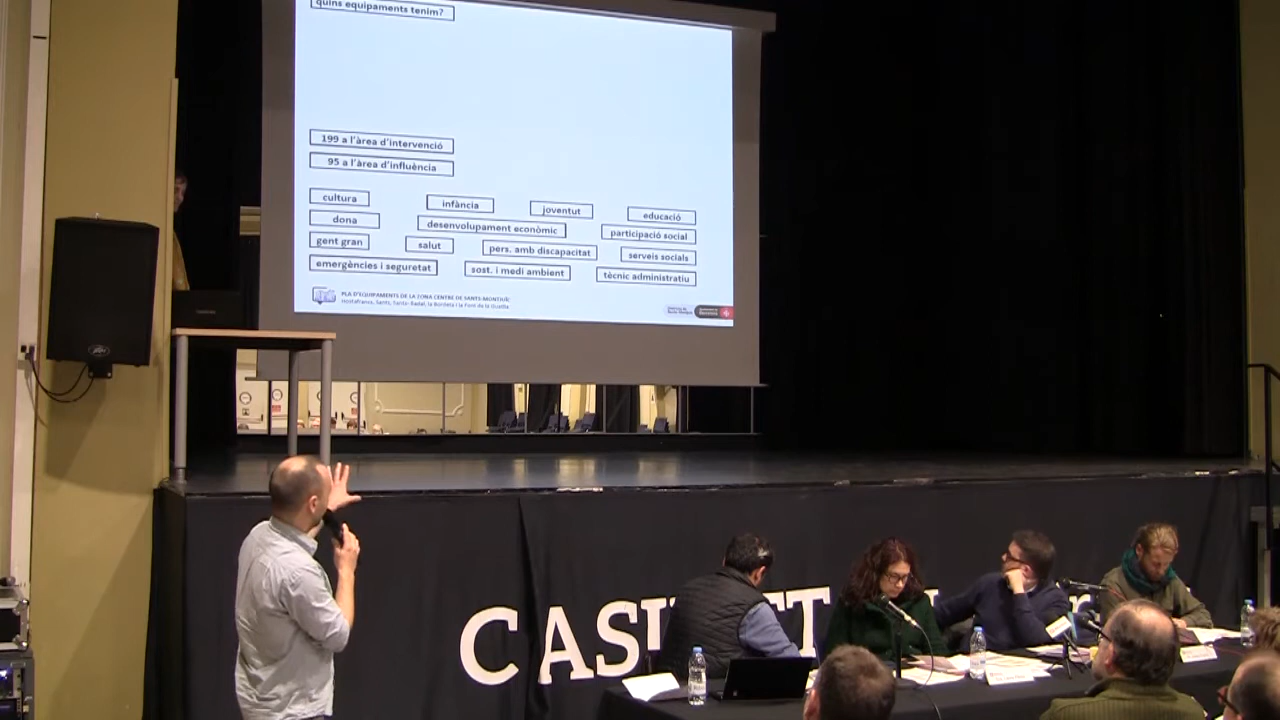 quins equipaments tenim?
199 a l'àrea d'intervenció
95 a l'àrea d'influència
cultura infància joventut educació
dona desenvolupament econòmic participació social
gent gran salut pers. amb discapacitat serveis socials
emergències i seguretat sost. i medi ambient tècnic administratiu
PLA D'EQUIPAMENTS DE LA ZONA CENTRE DE SANTS-MONTJUÏC
Hostafrancs, Sants, Sants-Badal, la Bordeta i la Font de la Guatlla
CASI